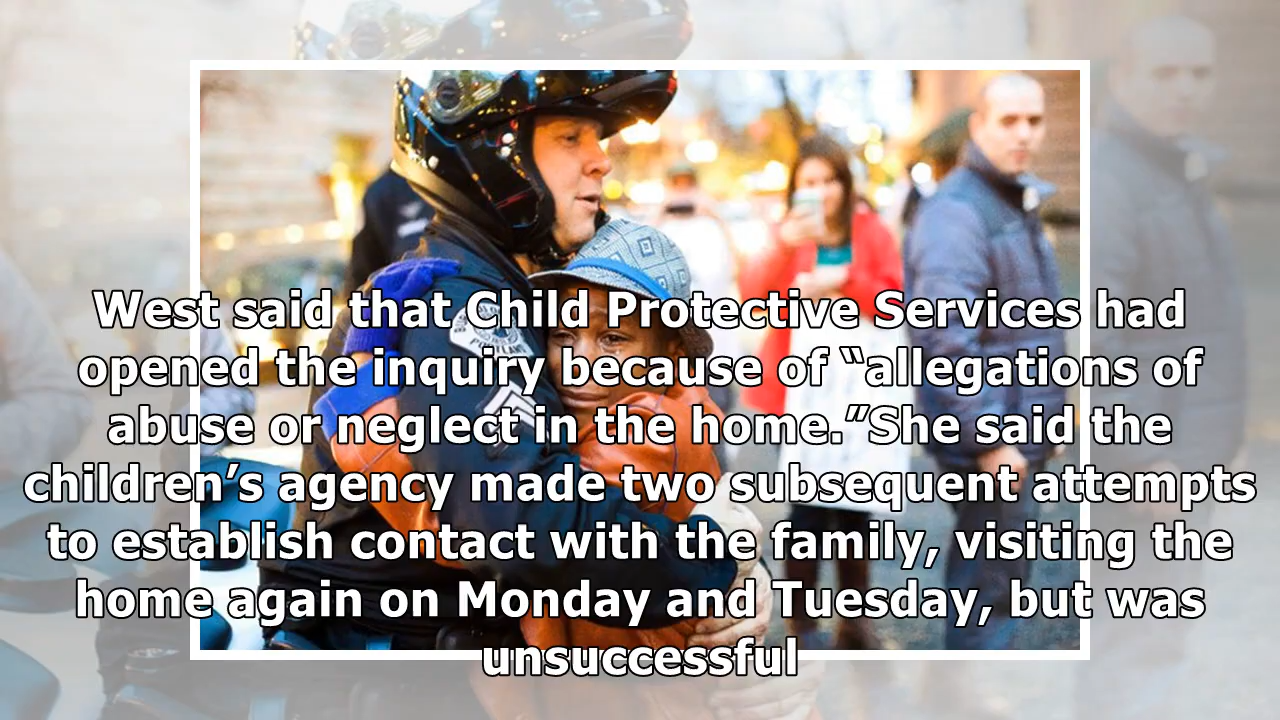 West said that Child Protective Services had
opened the inquiry because of “allegations of
abuse or neglect in the home.”She said the
children’s agency made two subsequent attempts
to establish contact with the family, visiting the
home again on Monday and Tuesday, but was
unsuccessful